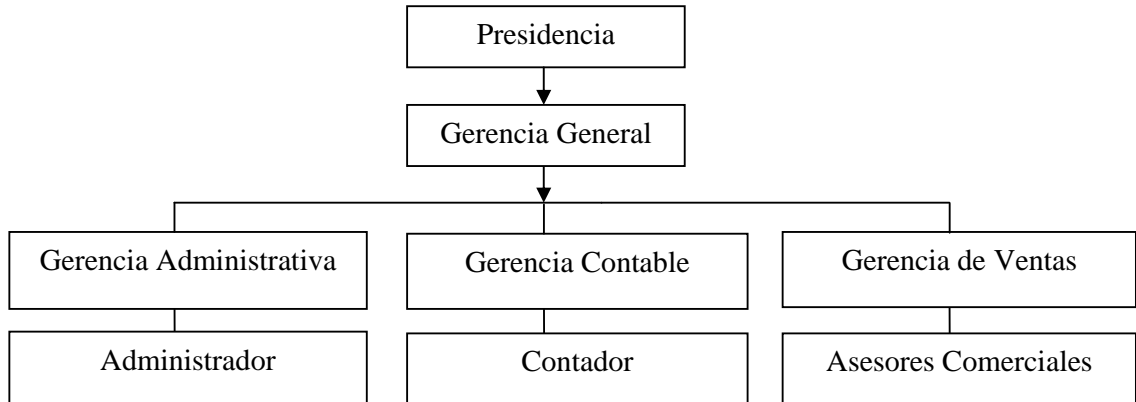 Presidencia
Gerencia General
Gerencia Administrativa
Gerencia Contable
Gerencia de Ventas
Administrador
Contador
Asesores Comerciales